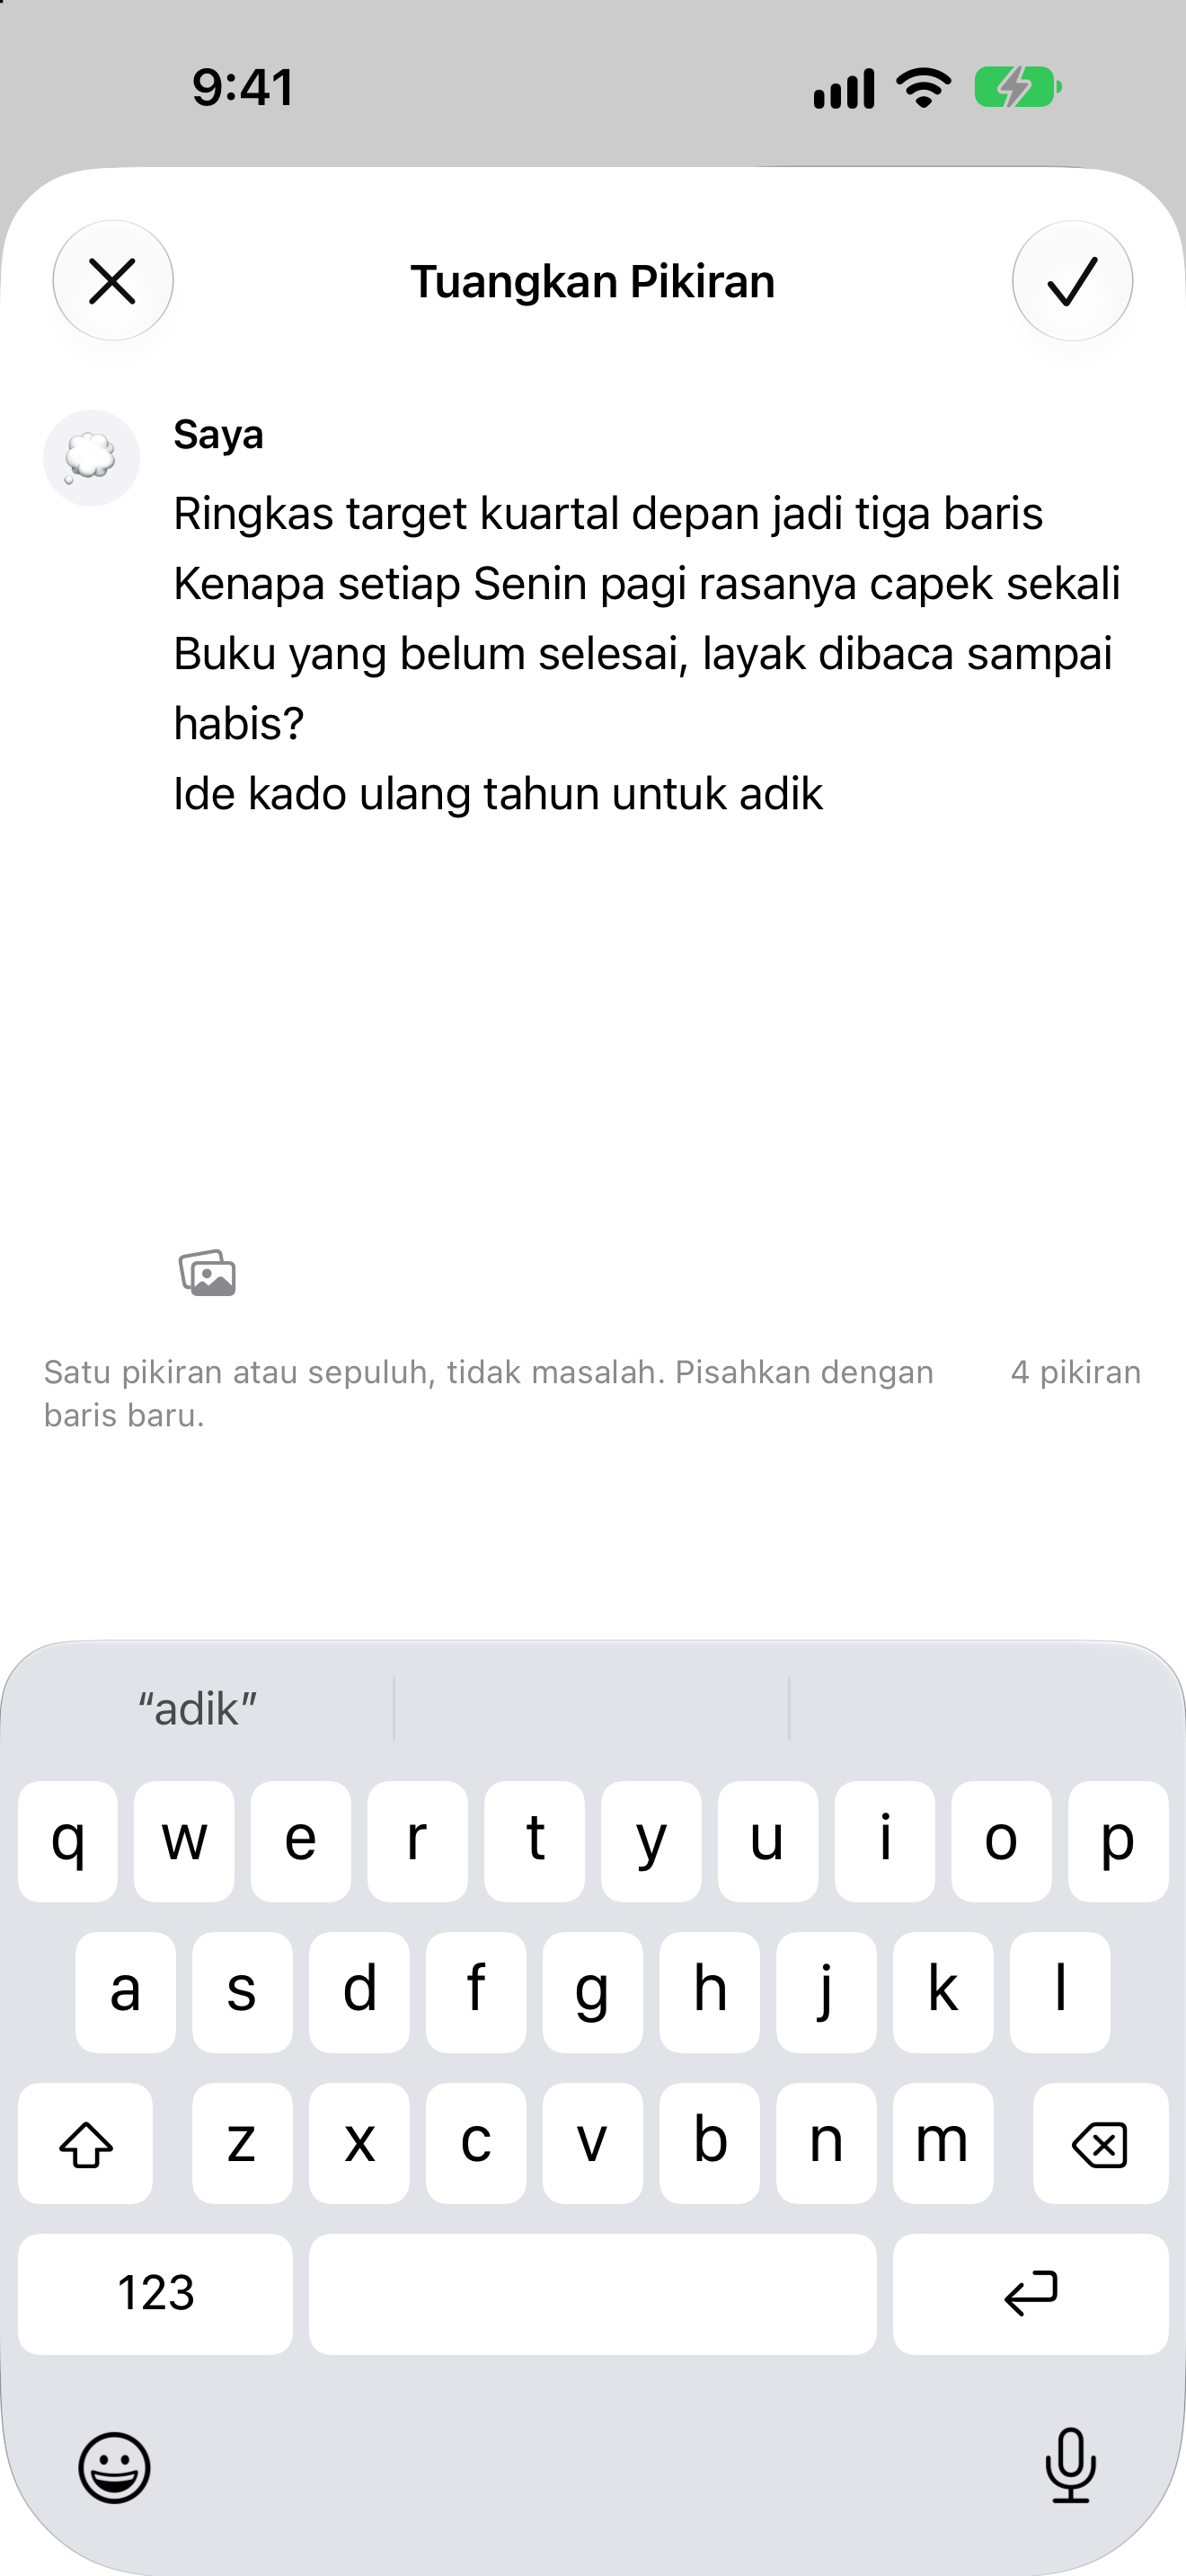 9:41
Tuangkan Pikiran
Saya
Ringkas target kuartal depan jadi tiga baris
Kenapa setiap Senin pagi rasanya capek sekali
Buku yang belum selesai, layak dibaca sampai
habis?
Ide kado ulang tahun untuk adik
Satu pikiran atau sepuluh, tidak masalah. Pisahkan dengan
baris baru.
4 pikiran
“adik”
q w e r t y u i o p
a s d f g h j k l
z x c v b n m
123